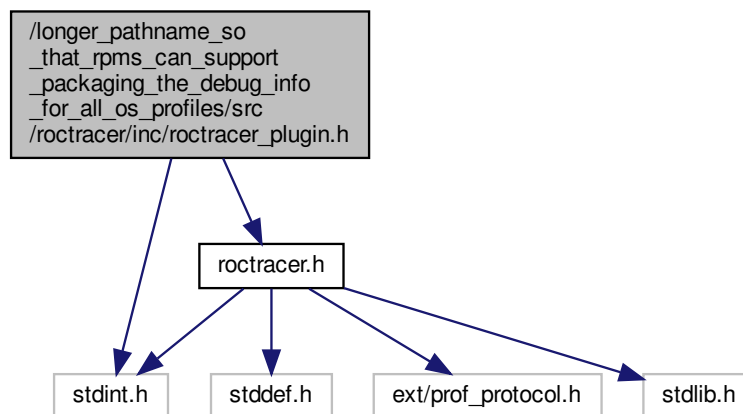 /longer_pathname_so
_that_rpms_can_support
_packaging_the_debug_info
_for_all_os_profiles/src
/roctracer/inc/roctracer_plugin.h
roctracer.h
stdint.h
stddef.h
ext/prof_protocol.h
stdlib.h